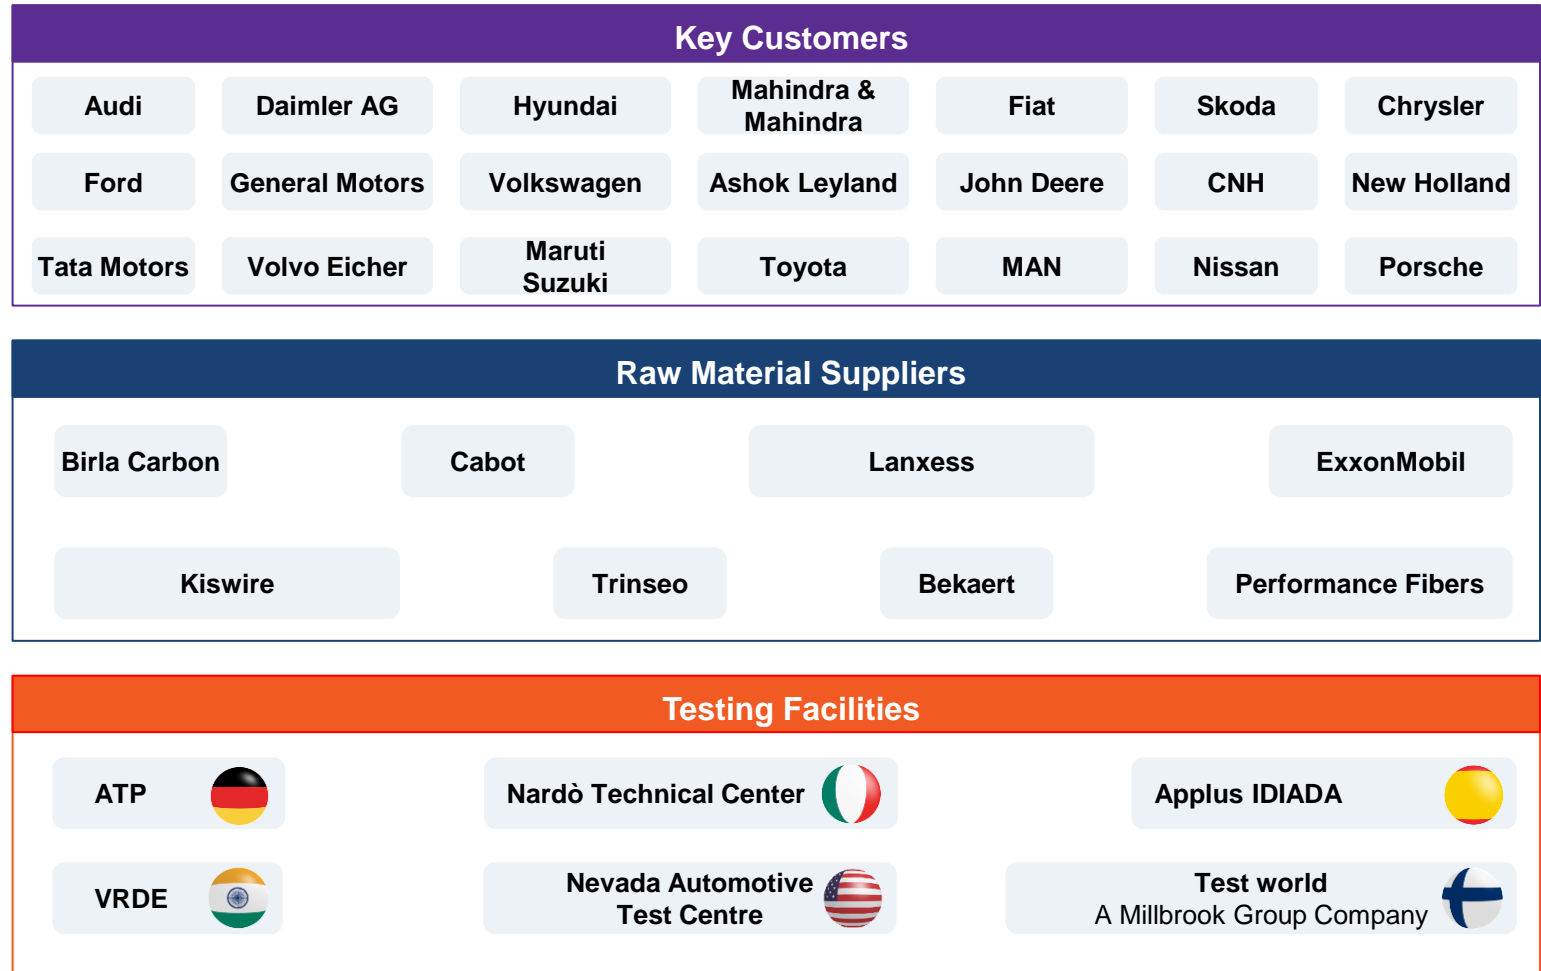 Key Customers
Audi
Daimler AG
Hyundai
Mahindra &
Mahindra
Fiat
Skoda
Chrysler
Ford
General Motors
Volkswagen
Ashok Leyland
John Deere
CNH
New Holland
Tata Motors
Volvo Eicher
Maruti
Suzuki
Toyota
MAN
Nissan
Porsche
Raw Material Suppliers
Birla Carbon
Cabot
Lanxess
ExxonMobil
Kiswire
Trinseo
Bekaert
Performance Fibers
Testing Facilities
ATP
Nardò Technical Center
Applus IDIADA
VRDE
Nevada Automotive
Test Centre
Test world
A Millbrook Group Company